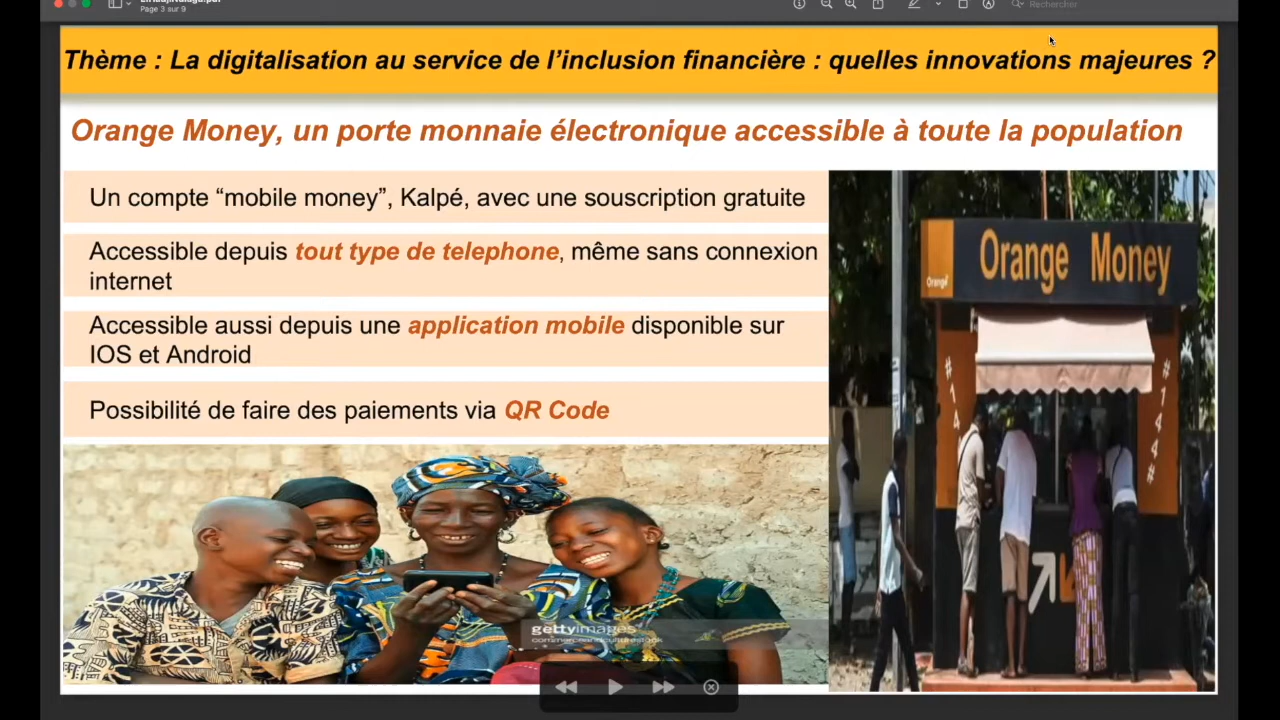 Page 3 sur 9
Rechercher
Thème : La digitalisation au service de l’inclusion financière : quelles innovations majeures ?
Orange Money, un porte monnaie électronique accessible à toute la population
Un compte “mobile money”, Kalpé, avec une souscription gratuite
Accessible depuis tout type de telephone, même sans connexion
internet
Accessible aussi depuis une application mobile disponible sur
IOS et Android
Possibilité de faire des paiements via QR Code
Orange Money
Orange
#144#
#144#
gettyimages